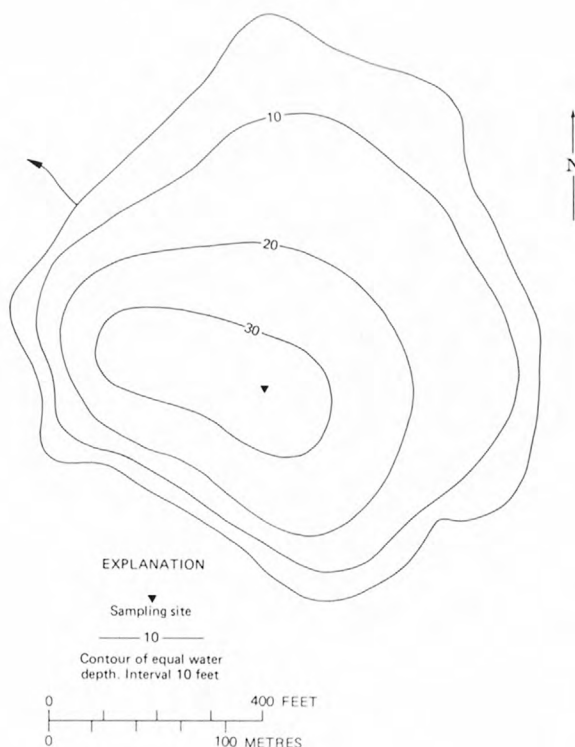 10
N
20
30
EXPLANATION
Sampling site
10
Contour of equal water
depth. Interval 10 feet
0 400 FEET
0 100 METRES